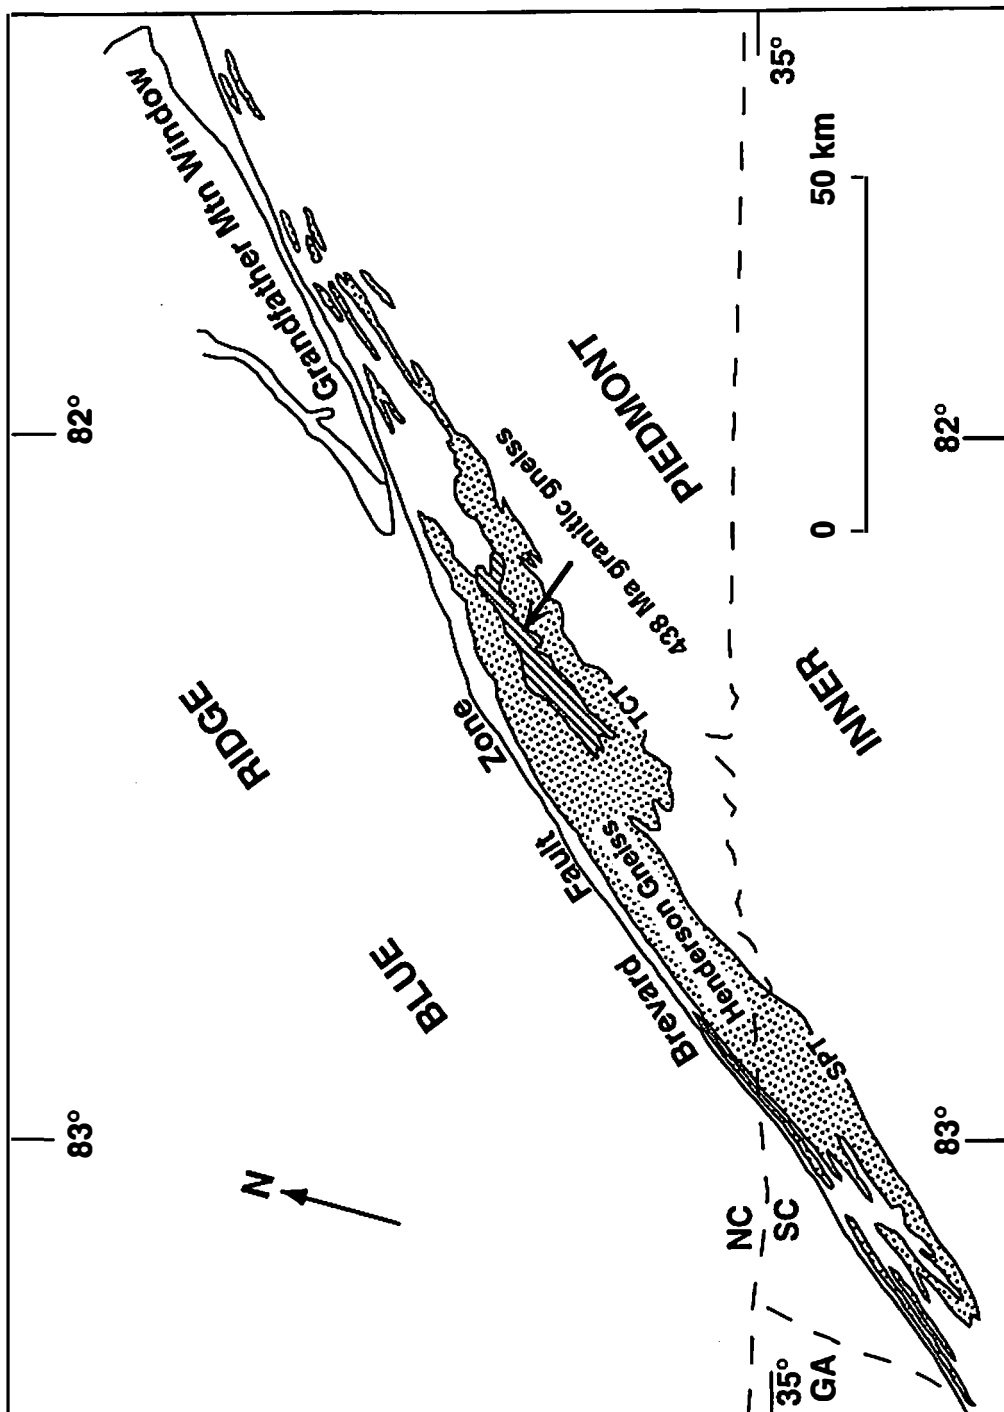 Grandfather Mtn Window
35°
50 km
0
82°
82°
PIEDMONT
INNER
438 Ma granitic gneiss
TCT
RIDGE
BLUE
Zone
Fault
Brevard
Henderson Gneiss
SPT
83°
83°
N
NC
SC
35°
GA